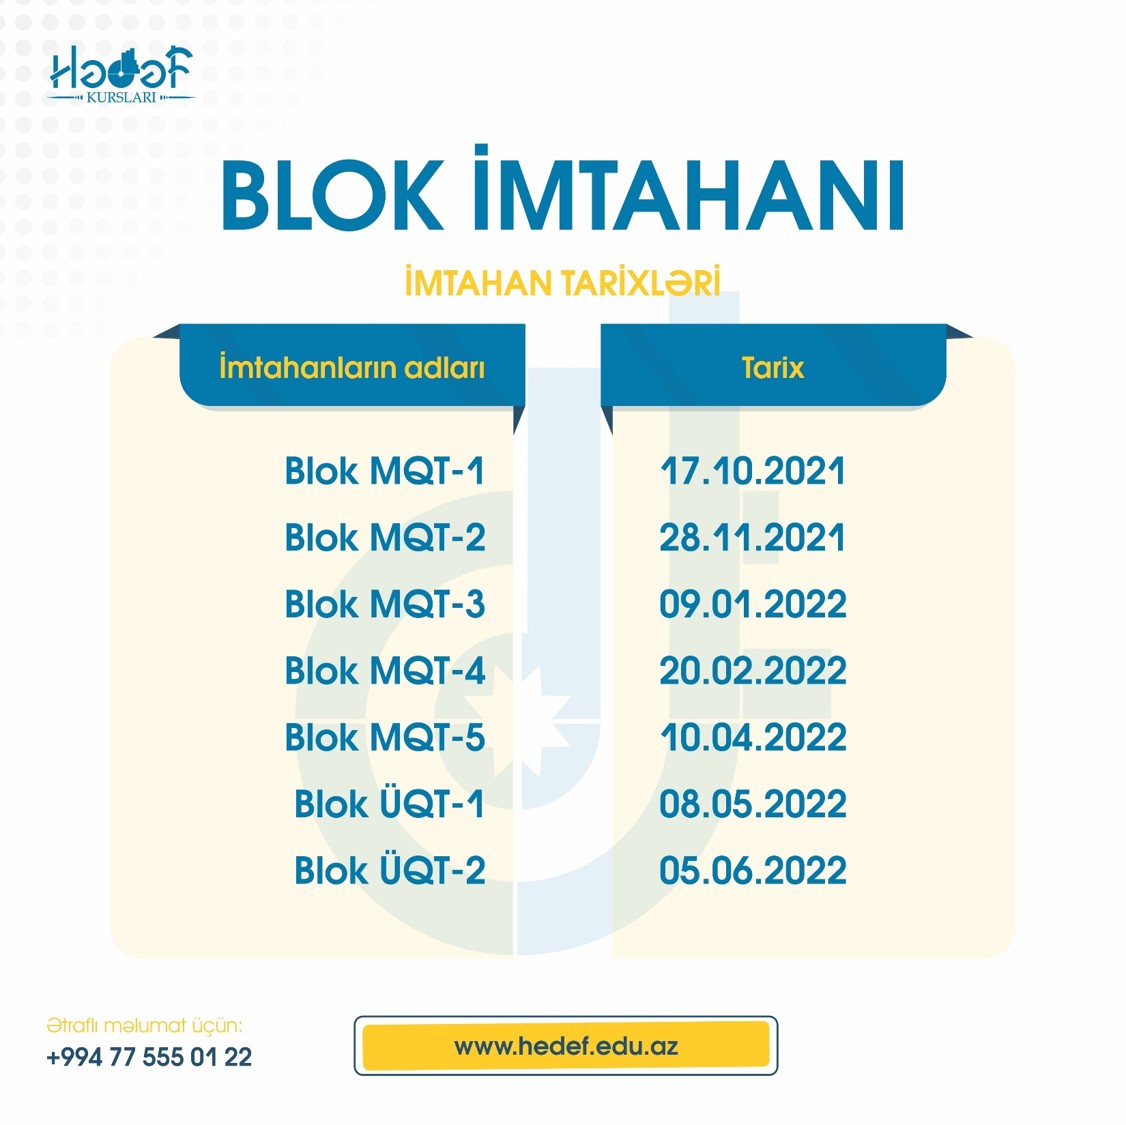 Hədəf
KURSLARI
BLOK İMTAHANI
İMTAHAN TARİXLƏRİ
İmtahanların adları Tarix
Blok MQT-1 17.10.2021
Blok MQT-2 28.11.2021
Blok MQT-3 09.01.2022
Blok MQT-4 20.02.2022
Blok MQT-5 10.04.2022
Blok ÜQT-1 08.05.2022
Blok ÜQT-2 05.06.2022
Ətraflı məlumat üçün:
+994 77 555 01 22
www.hedef.edu.az